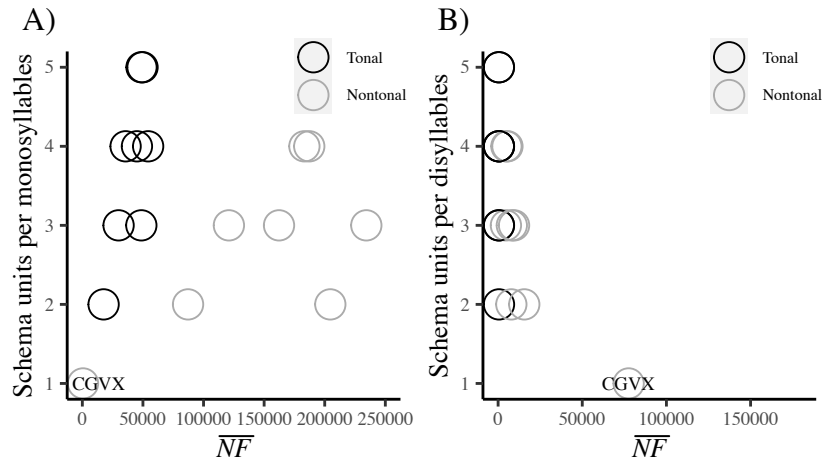 A)
Schema units per monosyllables
5
4
3
2
1
Tonal
Nontonal
CGVX
0 50000 100000 150000 200000 250000
NF
B)
Schema units per disyllables
5
4
3
2
1
Tonal
Nontonal
CGVX
0 50000 100000 150000
NF